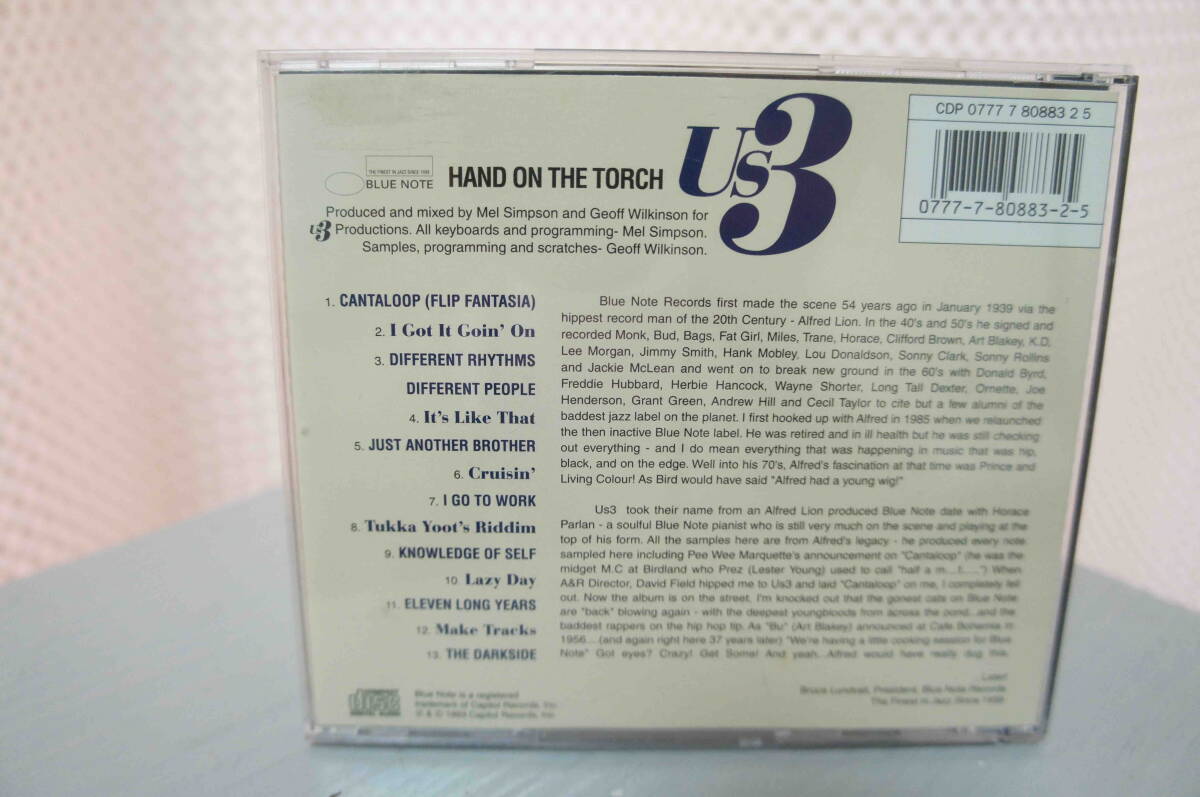 CDP 0777 7 80883 2 5
0777-7-80883-2-5
Us3
THE FINEST IN JAZZ SINCE 1939
BLUE NOTE
HAND ON THE TORCH
Produced and mixed by Mel Simpson and Geoff Wilkinson for
us3 Productions. All keyboards and programming- Mel Simpson.
Samples, programming and scratches- Geoff Wilkinson.
1. CANTALOOP (FLIP FANTASIA)
2. I Got It Goin' On
3. DIFFERENT RHYTHMS
DIFFERENT PEOPLE
4. It's Like That
5. JUST ANOTHER BROTHER
6. Cruisin'
7. I GO TO WORK
8. Tukka Yoot's Riddim
9. KNOWLEDGE OF SELF
10. Lazy Day
11. ELEVEN LONG YEARS
12. Make Tracks
13. THE DARKSIDE
Blue Note Records first made the scene 54 years ago in January 1939 via the
hippest record man of the 20th Century - Alfred Lion. In the 40's and 50's he signed and
recorded Monk, Bud, Bags, Fat Girl, Miles, Trane, Horace, Clifford Brown, Art Blakey, K.D,
Lee Morgan, Jimmy Smith, Hank Mobley, Lou Donaldson, Sonny Clark, Sonny Rollins
and Jackie McLean and went on to break new ground in the 60's with Donald Byrd,
Freddie Hubbard, Herbie Hancock, Wayne Shorter, Long Tall Dexter, Ornette, Joe
Henderson, Grant Green, Andrew Hill and Cecil Taylor to cite but a few alumni of the
baddest jazz label on the planet. I first hooked up with Alfred in 1985 when we relaunched
the then inactive Blue Note label. He was retired and in ill health but he was still checking
out everything - and I do mean everything that was happening in music that was hip,
black, and on the edge. Well into his 70's, Alfred's fascination at that time was Prince and
Living Colour! As Bird would have said "Alfred had a young wig!"
Us3 took their name from an Alfred Lion produced Blue Note date with Horace
Parlan - a soulful Blue Note pianist who is still very much on the scene and playing at the
top of his form. All the samples here are from Alfred's legacy - he produced every note
sampled here including Pee Wee Marquette's announcement on "Cantaloop" (he was the
midget M.C at Birdland who Prez (Lester Young) used to call "half a m...f.....") When
A&R Director, David Field hipped me to Us3 and laid "Cantaloop" on me, I completely fell
out. Now the album is on the street, I'm knocked out that the gonest cats on Blue Note
are "back" blowing again - with the deepest youngbloods from across the pond...and the
baddest rappers on the hip hop tip. As "Bu" (Art Blakey) announced at Cafe Bohemia in
1956....(and again right here 37 years later) "We're having a little cooking session for Blue
Note" Got eyes? Crazy! Get Some! And yeah...Alfred would have really dug this.
...Later!
Bruce Lundvall, President, Blue Note Records
The Finest In Jazz Since 1939
COMPACT
disc
DIGITAL AUDIO
Blue Note is a registered
trademark of Capitol Records, Inc.
℗ & © 1993 Capitol Records, Inc.